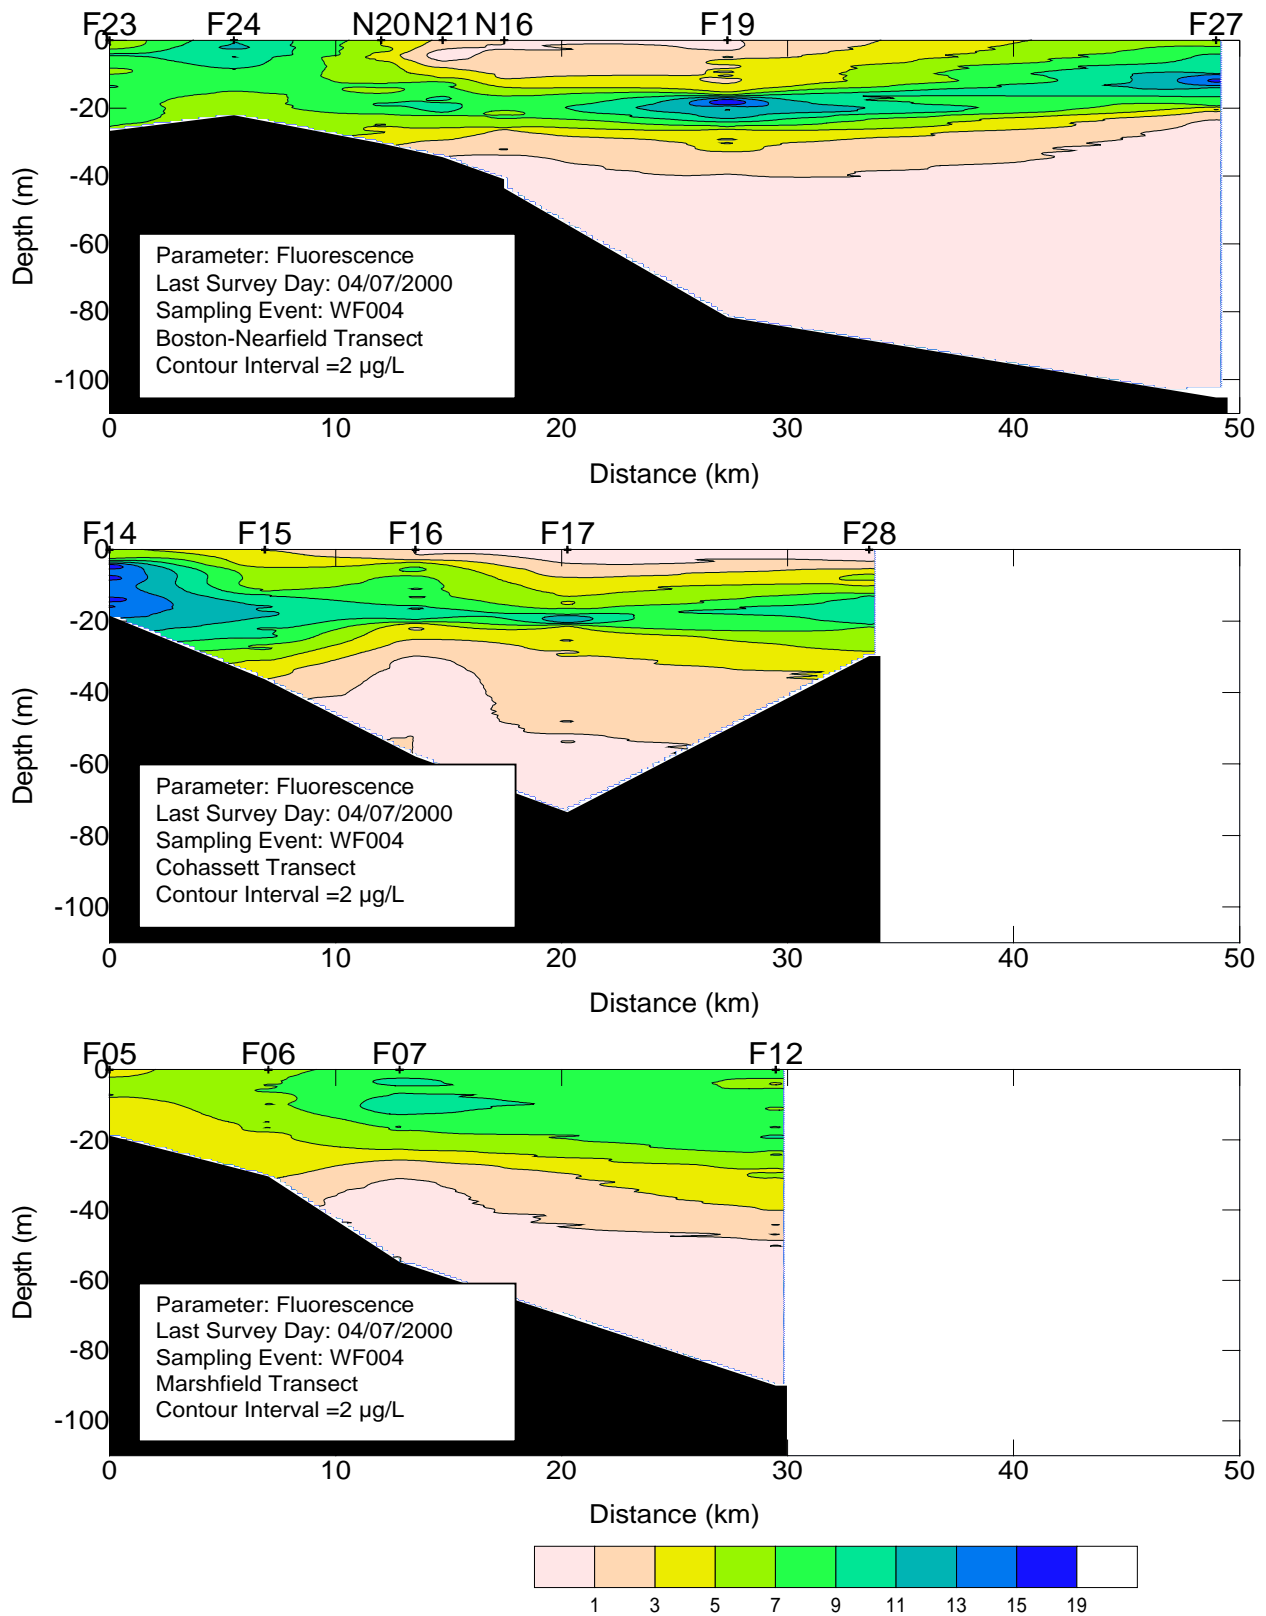 F23 F24 N20 N21 N16 F19 F27
0
-20
-40
-60
-80
-100
Depth (m)
Parameter: Fluorescence
Last Survey Day: 04/07/2000
Sampling Event: WF004
Boston-Nearfield Transect
Contour Interval =2 µg/L
0 10 20 30 40 50
Distance (km)
F14 F15 F16 F17 F28
0
-20
-40
-60
-80
-100
Depth (m)
Parameter: Fluorescence
Last Survey Day: 04/07/2000
Sampling Event: WF004
Cohassett Transect
Contour Interval =2 µg/L
0 10 20 30 40 50
Distance (km)
F05 F06 F07 F12
0
-20
-40
-60
-80
-100
Depth (m)
Parameter: Fluorescence
Last Survey Day: 04/07/2000
Sampling Event: WF004
Marshfield Transect
Contour Interval =2 µg/L
0 10 20 30 40 50
Distance (km)
1 3 5 7 9 11 13 15 19